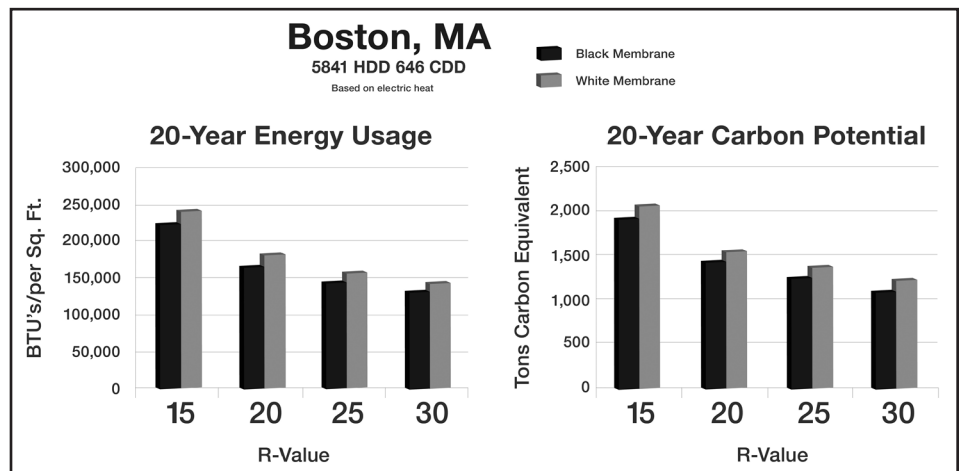 Boston, MA
5841 HDD 646 CDD
Based on electric heat
Black Membrane
White Membrane
20-Year Energy Usage
BTU's/per Sq. Ft.
300,000
250,000
200,000
150,000
100,000
50,000
0
15 20 25 30
R-Value
20-Year Carbon Potential
Tons Carbon Equivalent
2,500
2,000
1,500
1,000
500
0
15 20 25 30
R-Value